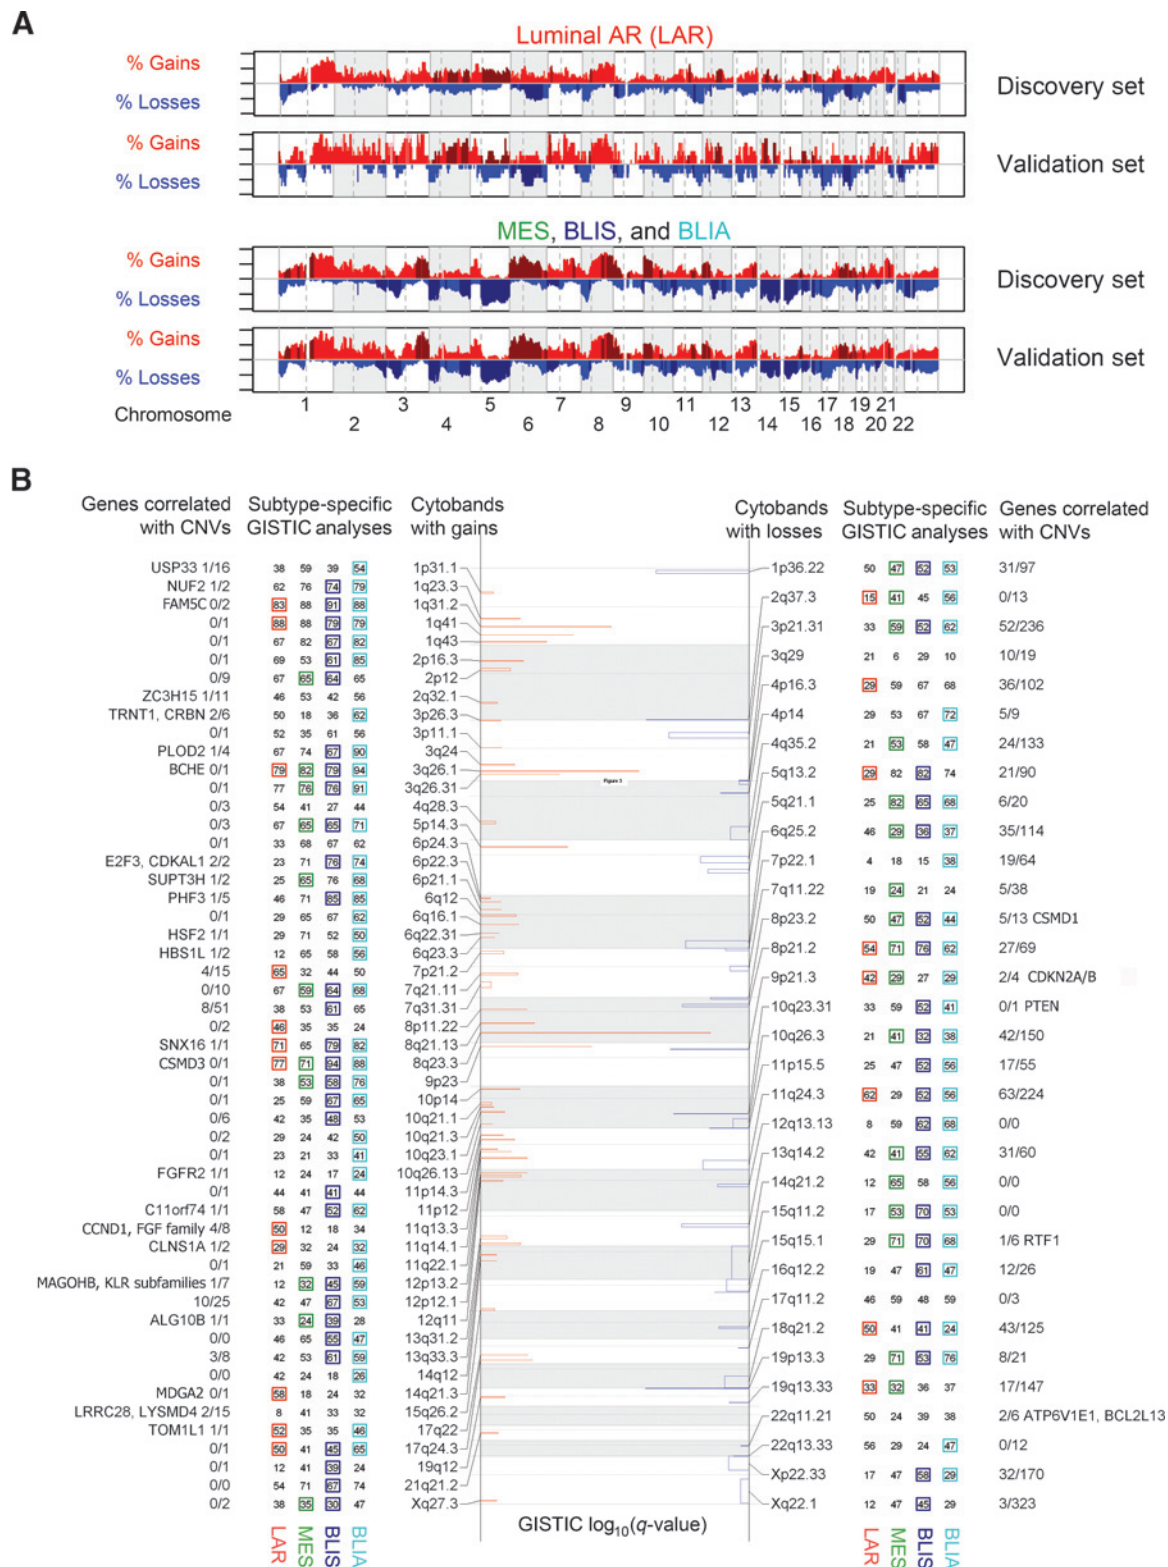 A
Luminal AR (LAR)
% Gains
% Losses
Discovery set
% Gains
% Losses
Validation set
MES, BLIS, and BLIA
% Gains
% Losses
Discovery set
% Gains
% Losses
Validation set
Chromosome
1 3 5 7 9 11 13 15 17 19 21
2 4 6 8 10 12 14 16 18 20 22
B
Genes correlated with CNVs
Subtype-specific GISTIC analyses
Cytobands with gains
USP33 1/16 38 59 39 54 1p31.1
NUF2 1/2 62 76 74 79 1q23.3
FAM5C 0/2 83 88 91 88 1q31.2
0/1 88 88 79 79 1q41
0/1 67 82 67 82 1q43
0/1 69 53 61 85 2p16.3
0/9 67 65 64 65 2p12
ZC3H15 1/11 46 53 42 56 2q32.1
TRNT1, CRBN 2/6 50 18 36 62 3p26.3
0/1 52 35 61 56 3p11.1
PLOD2 1/4 67 74 67 90 3q24
BCHE 0/1 79 82 79 94 3q26.1
0/1 77 76 76 91 3q26.31
0/3 54 41 27 44 4q28.3
0/3 67 65 65 71 5p14.3
0/1 33 68 67 62 6p24.3
E2F3, CDKAL1 2/2 23 71 76 74 6p22.3
SUPT3H 1/2 25 65 76 68 6p21.1
PHF3 1/5 46 71 85 85 6q12
0/1 29 65 67 62 6q16.1
HSF2 1/1 29 71 52 50 6q22.31
HBS1L 1/2 12 65 58 56 6q23.3
4/15 65 32 44 50 7p21.2
0/10 67 59 64 68 7q21.11
8/51 38 53 61 65 7q31.31
0/2 46 35 35 24 8p11.22
SNX16 1/1 71 65 79 82 8q21.13
CSMD3 0/1 77 71 94 88 8q23.3
0/1 38 53 58 76 9p23
0/1 25 59 67 65 10p14
0/6 42 35 48 53 10q21.1
0/2 29 24 42 50 10q21.3
0/1 23 21 33 41 10q23.1
FGFR2 1/1 12 24 17 24 10q26.13
0/1 44 41 41 44 11p14.3
C11orf74 1/1 58 47 52 62 11p12
CCND1, FGF family 4/8 50 12 18 34 11q13.3
CLNS1A 1/2 29 32 24 32 11q14.1
0/1 21 59 33 46 11q22.1
MAGOHB, KLR subfamilies 1/7 12 32 45 59 12p13.2
10/25 42 47 67 53 12p12.1
ALG10B 1/1 33 24 39 28 12q11
0/0 46 65 55 47 13q31.2
3/8 42 53 61 59 13q33.3
0/0 42 24 18 26 14q12
MDGA2 0/1 58 18 24 32 14q21.3
LRRC28, LYSMD4 2/15 8 41 33 32 15q26.2
TOM1L1 1/1 52 35 35 46 17q22
0/1 50 41 45 65 17q24.3
0/1 12 41 39 24 19q12
0/0 54 71 67 74 21q21.2
0/2 38 35 30 47 Xq27.3
LAR MES BLIS BLIA
Figure 3
GISTIC log10(q-value)
Cytobands with losses
Subtype-specific GISTIC analyses
Genes correlated with CNVs
1p36.22 50 47 52 53 31/97
2q37.3 15 41 45 56 0/13
3p21.31 33 59 52 62 52/236
3q29 21 6 29 10 10/19
4p16.3 29 59 67 68 36/102
4p14 29 53 67 72 5/9
4q35.2 21 53 58 47 24/133
5q13.2 29 82 82 74 21/90
5q21.1 25 82 65 68 6/20
6q25.2 46 29 36 37 35/114
7p22.1 4 18 15 38 19/64
7q11.22 19 24 21 24 5/38
8p23.2 50 47 52 44 5/13 CSMD1
8p21.2 54 71 76 62 27/69
9p21.3 42 29 27 29 2/4 CDKN2A/B
10q23.31 33 59 52 41 0/1 PTEN
10q26.3 21 41 32 38 42/150
11p15.5 25 47 52 56 17/55
11q24.3 62 29 52 56 63/224
12q13.13 8 59 62 68 0/0
13q14.2 42 41 55 62 31/60
14q21.2 12 65 58 56 0/0
15q11.2 17 53 70 53 0/0
15q15.1 29 71 70 68 1/6 RTF1
16q12.2 19 47 61 47 12/26
17q11.2 46 59 48 59 0/3
18q21.2 50 41 41 24 43/125
19p13.3 29 71 53 76 8/21
19q13.33 33 32 36 37 17/147
22q11.21 50 24 39 38 2/6 ATP6V1E1, BCL2L13
22q13.33 56 29 24 47 0/12
Xp22.33 17 47 58 29 32/170
Xq22.1 12 47 45 29 3/323
LAR MES BLIS BLIA